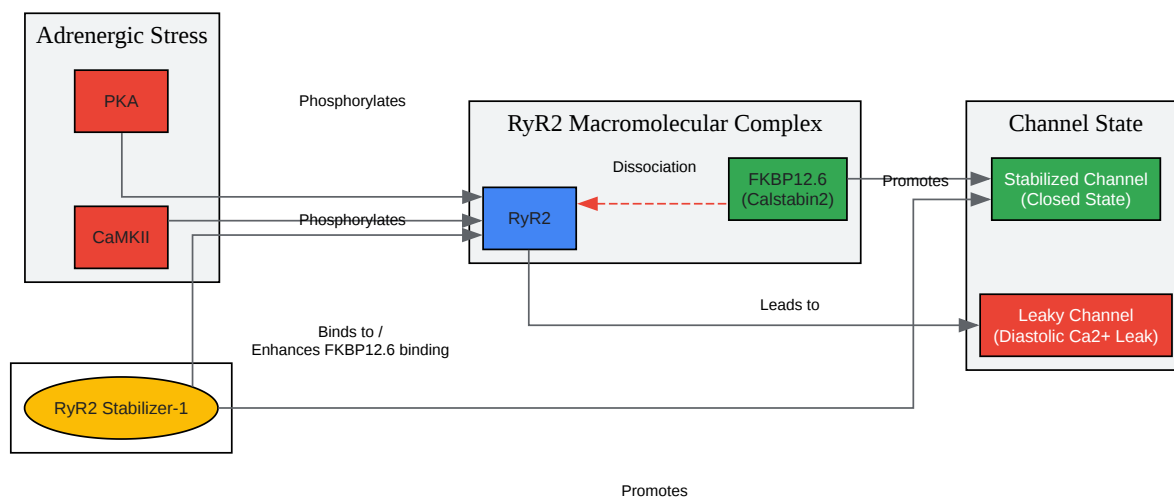 Adrenergic Stress
PKA
CaMKII
Phosphorylates
Phosphorylates
RyR2 Macromolecular Complex
Dissociation
RyR2
FKBP12.6
(Calstabin2)
Promotes
Channel State
Stabilized Channel
(Closed State)
Leads to
Leaky Channel
(Diastolic Ca2+ Leak)
Binds to /
Enhances FKBP12.6 binding
RyR2 Stabilizer-1
Promotes